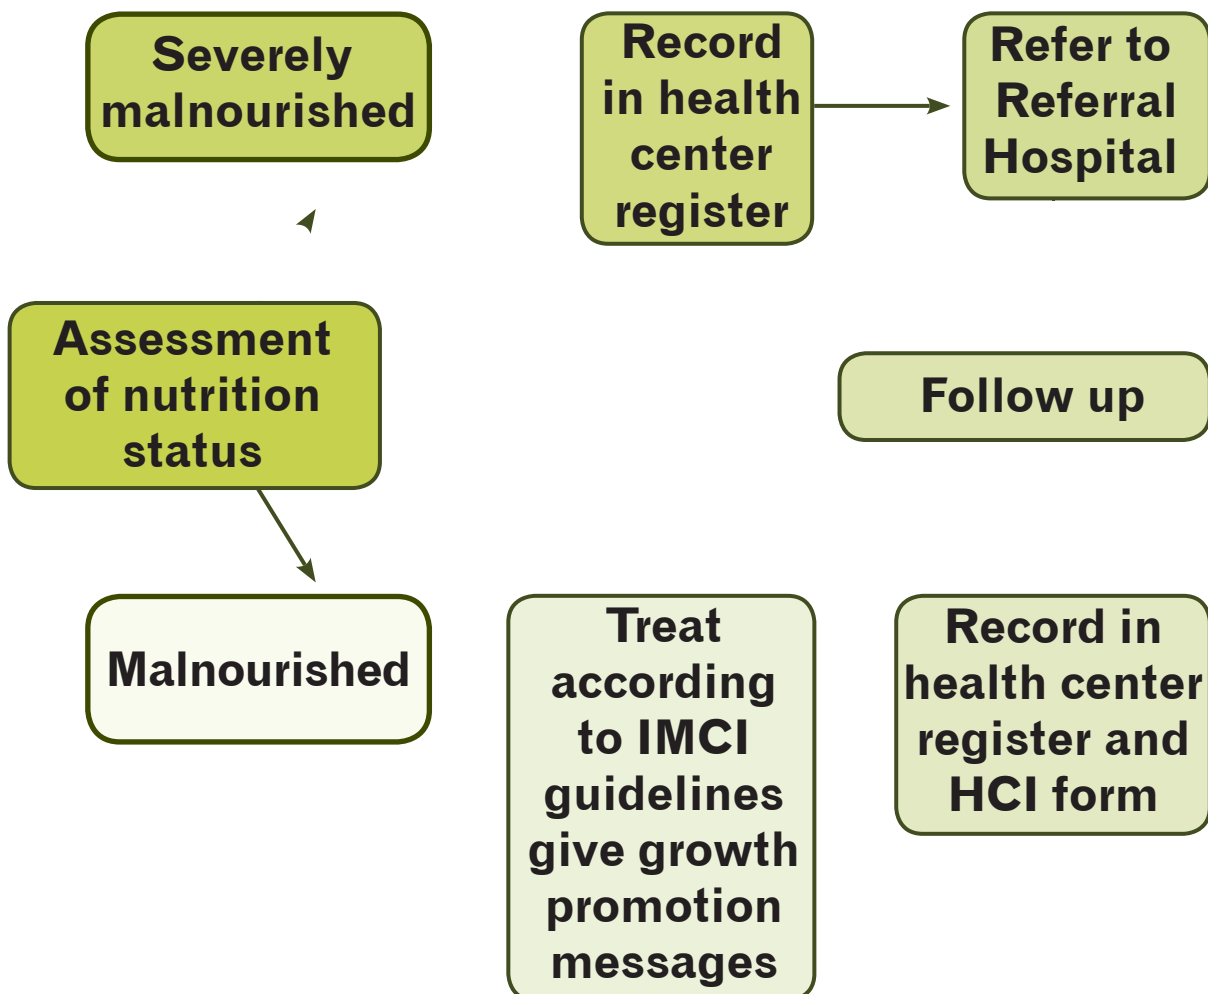 Severely
malnourished
Record
in health
center
register
Refer to
Referral
Hospital
Assessment
of nutrition
status
Follow up
Malnourished
Treat
according
to IMCI
guidelines
give growth
promotion
messages
Record in
health center
register and
HCI form